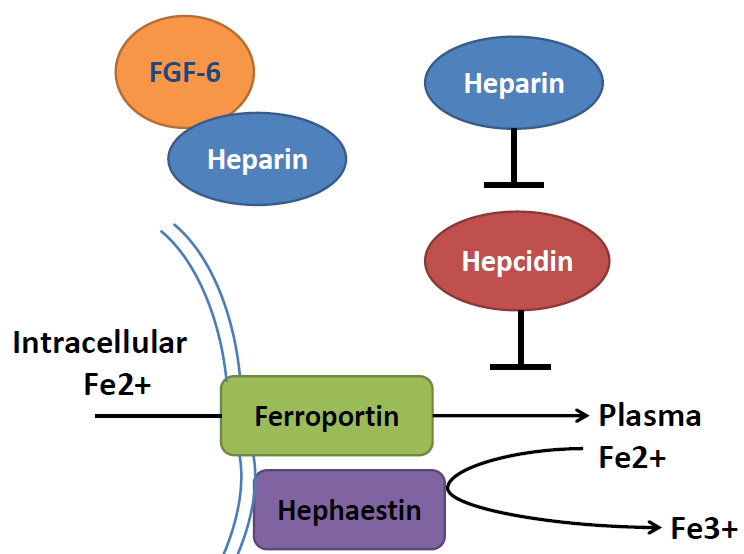 FGF-6
Heparin
Heparin
Hepcidin
Intracellular
Fe2+
Ferroportin
Plasma
Fe2+
Hephaestin
Fe3+